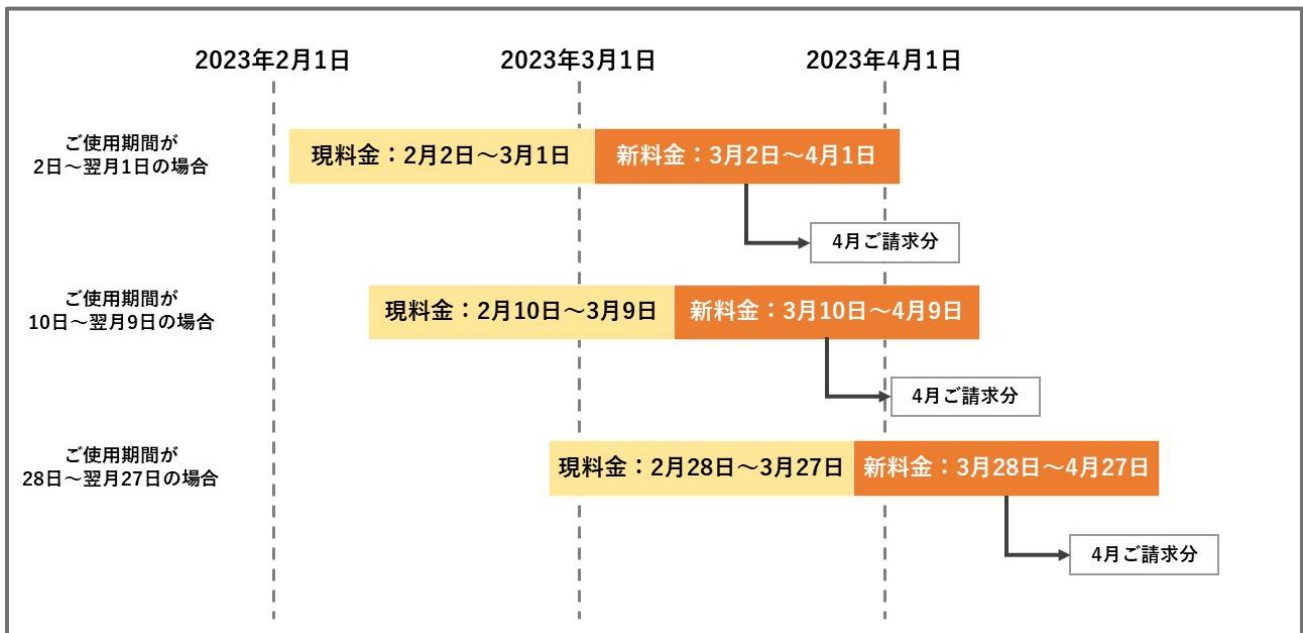 2023年2月1日
2023年3月1日
2023年4月1日
ご使用期間が
2日～翌月1日の場合
現料金：2月2日～3月1日
新料金：3月2日～4月1日
4月ご請求分
ご使用期間が
10日～翌月9日の場合
現料金：2月10日～3月9日
新料金：3月10日～4月9日
4月ご請求分
ご使用期間が
28日～翌月27日の場合
現料金：2月28日～3月27日
新料金：3月28日～4月27日
4月ご請求分